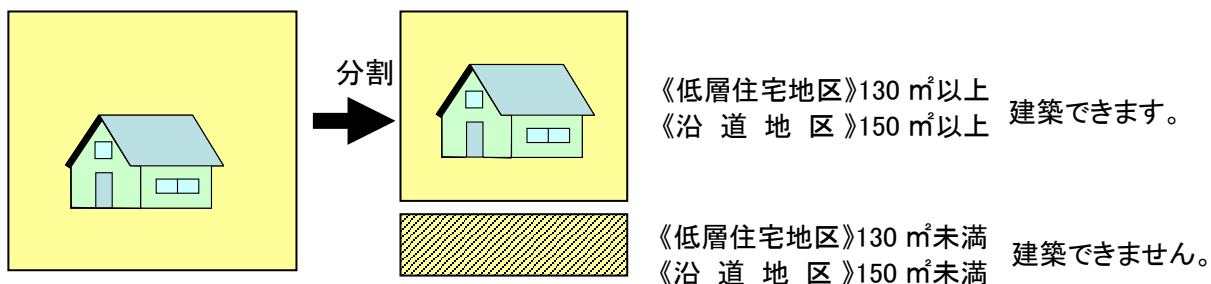 分割
《低層住宅地区》130 ㎡以上
《沿 道 地 区 》150 ㎡以上
建築できます。
《低層住宅地区》130 ㎡未満
《沿 道 地 区 》150 ㎡未満
建築できません。